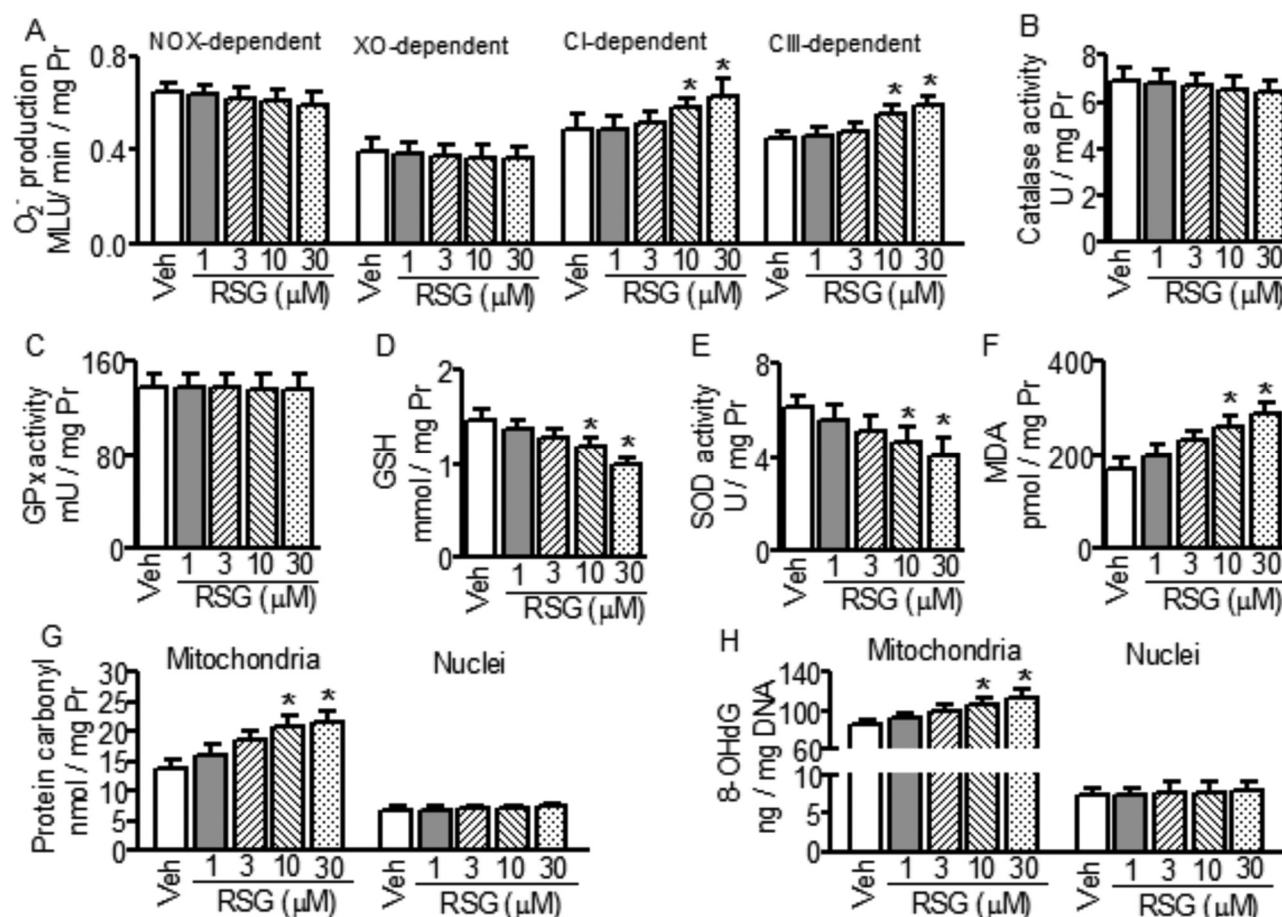 A
NOX-dependent
XO-dependent
CI-dependent
CIII-dependent
O2- production
MLU/ min / mg Pr
0.8
0.4
0.0
* *
* *
Veh 1 3 10 30
RSG (μM)
Veh 1 3 10 30
RSG (μM)
Veh 1 3 10 30
RSG (μM)
Veh 1 3 10 30
RSG (μM)
B
Catalase activity
U / mg Pr
8
6
4
2
0
Veh 1 3 10 30
RSG (μM)
C
GPx activity
mU / mg Pr
160
80
0
Veh 1 3 10 30
RSG (μM)
D
GSH
mmol / mg Pr
2
1
0
* *
Veh 1 3 10 30
RSG (μM)
E
SOD activity
U / mg Pr
8
4
0
* *
Veh 1 3 10 30
RSG (μM)
F
MDA
pmol / mg Pr
400
200
0
* *
Veh 1 3 10 30
RSG (μM)
G
Mitochondria
Nuclei
Protein carbonyl
nmol / mg Pr
30
25
20
15
10
5
0
* *
Veh 1 3 10 30
RSG (μM)
Veh 1 3 10 30
RSG (μM)
H
Mitochondria
Nuclei
8-OHdG
ng / mg DNA
140
100
60
10
5
0
* *
Veh 1 3 10 30
RSG (μM)
Veh 1 3 10 30
RSG (μM)